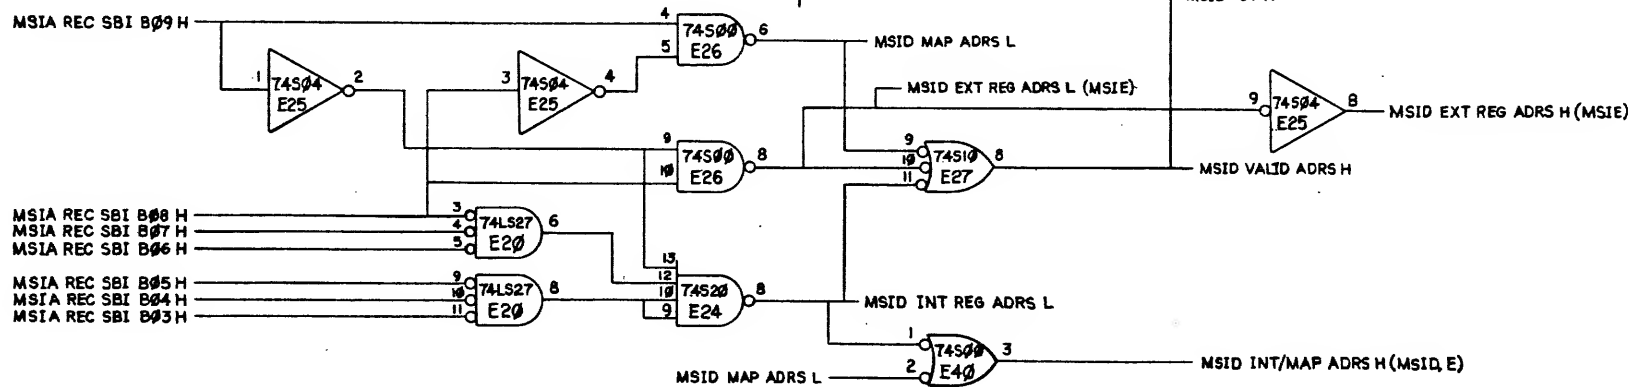 MSIA REC SBI BØ9 H
4
5
74SØØ
E26
6
MSID MAP ADRS L
1
74SØ4
E25
2
3
74SØ4
E25
4
MSID EXT REG ADRS L (MSIE)
9
74SØ4
E25
8
MSID EXT REG ADRS H (MSIE)
9
1Ø
74SØØ
E26
8
9
1Ø
11
74S1Ø
E27
8
MSID VALID ADRS H
MSIA REC SBI BØ8 H
MSIA REC SBI BØ7 H
MSIA REC SBI BØ6 H
3
4
5
74LS27
E2Ø
6
MSIA REC SBI BØ5 H
MSIA REC SBI BØ4 H
MSIA REC SBI BØ3 H
9
1Ø
11
74LS27
E2Ø
8
13
12
1Ø
9
74S2Ø
E24
8
MSID INT REG ADRS L
1
2
74SØØ
E4Ø
3
MSID INT/MAP ADRS H (MSID, E)
MSID MAP ADRS L